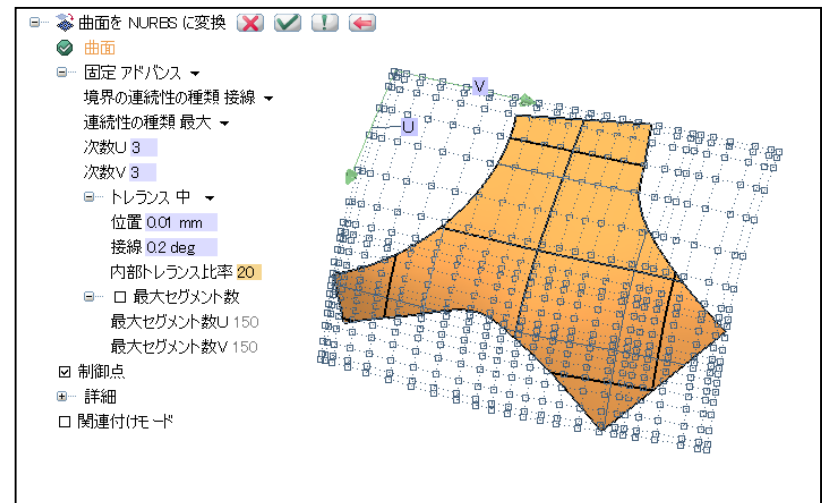 曲面を NURBS に変換
曲面
固定 アドバンス
境界の連続性の種類 接線
連続性の種類 最大
次数U 3
次数V 3
トレランス 中
位置 0.01 mm
接線 0.2 deg
内部トレランス比率 20
最大セグメント数
最大セグメント数U 150
最大セグメント数V 150
制御点
詳細
関連付けモード
V
U